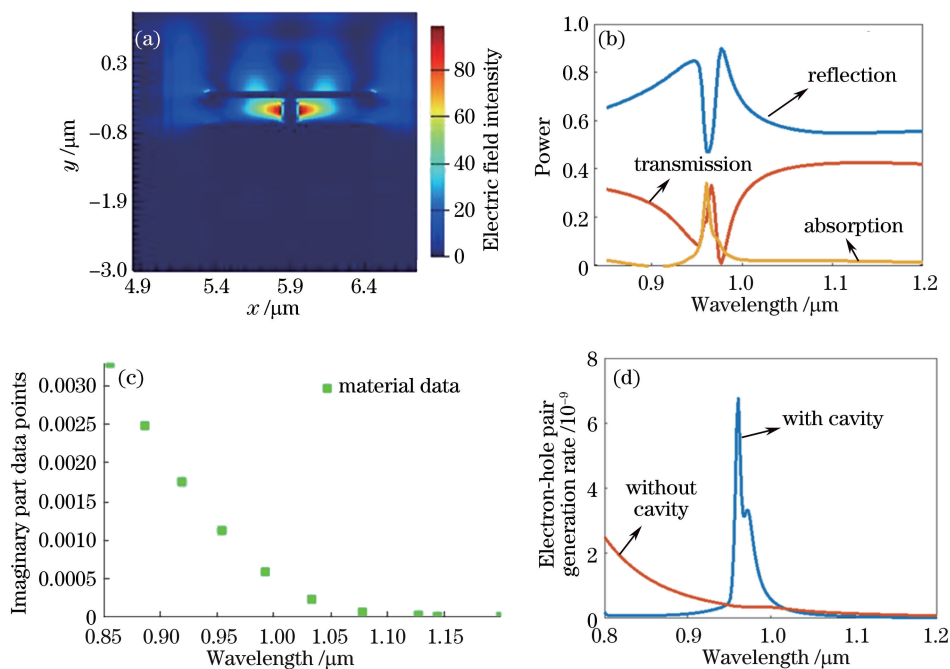 (a)
0.3
−0.8
−1.9
−3.0
y /μm
4.9 5.4 5.9 6.4
x /μm
80
60
40
20
0
Electric field intensity
(b)
1.0
0.8
0.6
0.4
0.2
0
Power
reflection
transmission
absorption
0.9 1.0 1.1 1.2
Wavelength /μm
(c)
0.0030
0.0025
0.0020
0.0015
0.0010
0.0005
0
Imaginary part data points
material data
0.85 0.90 0.95 1.00 1.05 1.10 1.15
Wavelength /μm
(d)
8
6
4
2
0
Electron-hole pair
generation rate /10⁻⁹
with cavity
without
cavity
0.8 0.9 1.0 1.1 1.2
Wavelength /μm